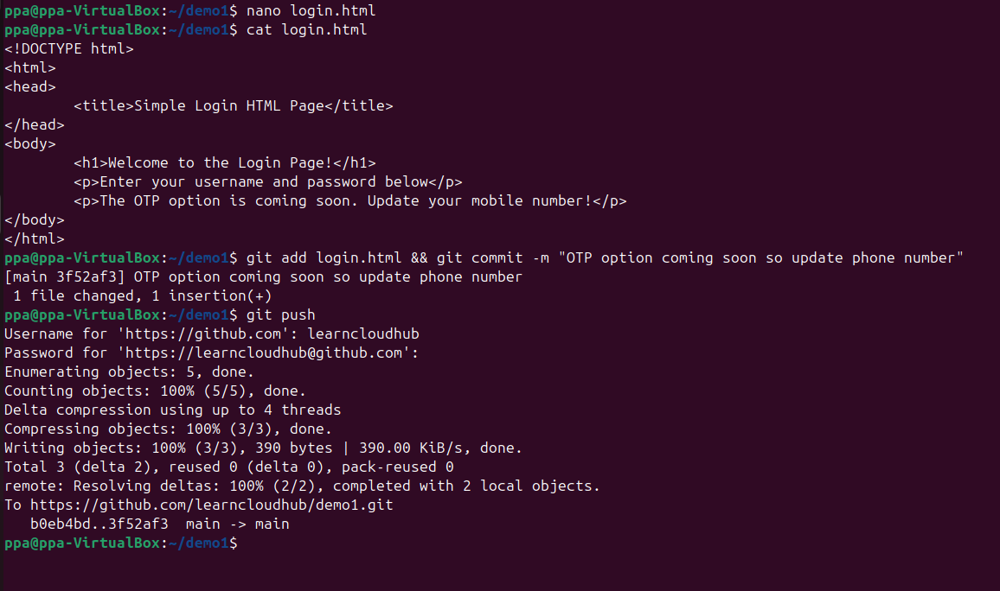 ppa@ppa-VirtualBox:~/demo1$ nano login.html
ppa@ppa-VirtualBox:~/demo1$ cat login.html
<!DOCTYPE html>
<html>
<head>
        <title>Simple Login HTML Page</title>
</head>
<body>
        <h1>Welcome to the Login Page!</h1>
        <p>Enter your username and password below</p>
        <p>The OTP option is coming soon. Update your mobile number!</p>
</body>
</html>
ppa@ppa-VirtualBox:~/demo1$ git add login.html && git commit -m "OTP option coming soon so update phone number"
[main 3f52af3] OTP option coming soon so update phone number
 1 file changed, 1 insertion(+)
ppa@ppa-VirtualBox:~/demo1$ git push
Username for 'https://github.com': learncloudhub
Password for 'https://learncloudhub@github.com':
Enumerating objects: 5, done.
Counting objects: 100% (5/5), done.
Delta compression using up to 4 threads
Compressing objects: 100% (3/3), done.
Writing objects: 100% (3/3), 390 bytes | 390.00 KiB/s, done.
Total 3 (delta 2), reused 0 (delta 0), pack-reused 0
remote: Resolving deltas: 100% (2/2), completed with 2 local objects.
To https://github.com/learncloudhub/demo1.git
   b0eb4bd..3f52af3  main -> main
ppa@ppa-VirtualBox:~/demo1$